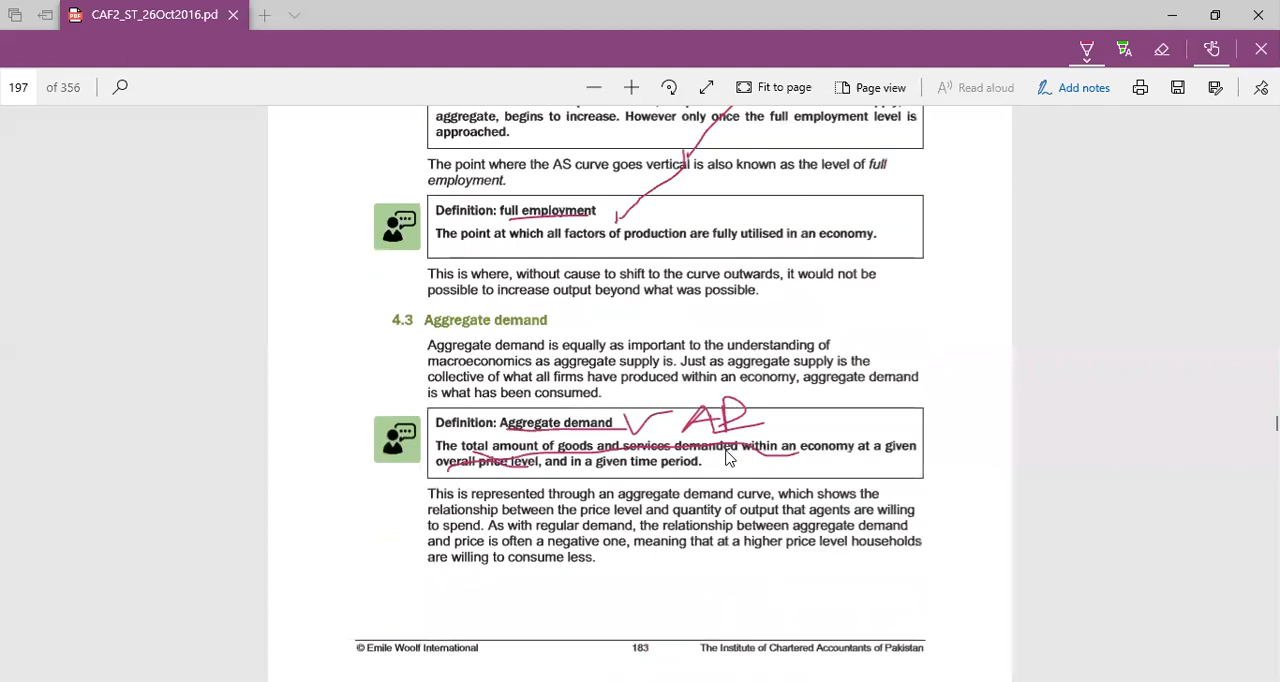 CAF2_ST_26Oct2016.pd
197 of 356
Fit to page
Page view
Read aloud
Add notes
aggregate, begins to increase. However only once the full employment level is
approached.
The point where the AS curve goes vertical is also known as the level of full
employment.
Definition: full employment
The point at which all factors of production are fully utilised in an economy.
This is where, without cause to shift to the curve outwards, it would not be
possible to increase output beyond what was possible.
4.3 Aggregate demand
Aggregate demand is equally as important to the understanding of
macroeconomics as aggregate supply is. Just as aggregate supply is the
collective of what all firms have produced within an economy, aggregate demand
is what has been consumed.
Definition: Aggregate demand AD
The total amount of goods and services demanded within an economy at a given
overall price level, and in a given time period.
This is represented through an aggregate demand curve, which shows the
relationship between the price level and quantity of output that agents are willing
to spend. As with regular demand, the relationship between aggregate demand
and price is often a negative one, meaning that at a higher price level households
are willing to consume less.
© Emile Woolf International 183 The Institute of Chartered Accountants of Pakistan